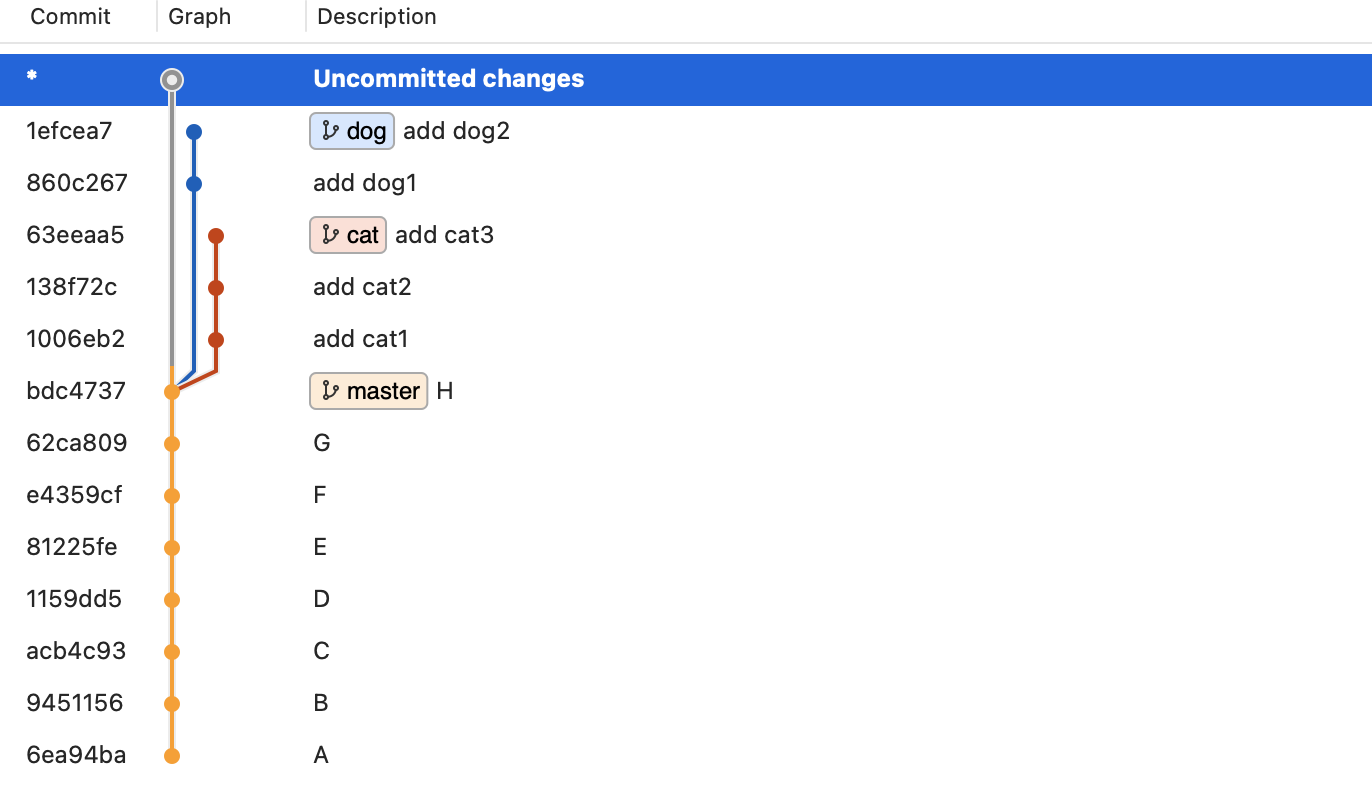 Commit Graph Description
* Uncommitted changes
1efcea7 dog add dog2
860c267 add dog1
63eeaa5 cat add cat3
138f72c add cat2
1006eb2 add cat1
bdc4737 master H
62ca809 G
e4359cf F
81225fe E
1159dd5 D
acb4c93 C
9451156 B
6ea94ba A